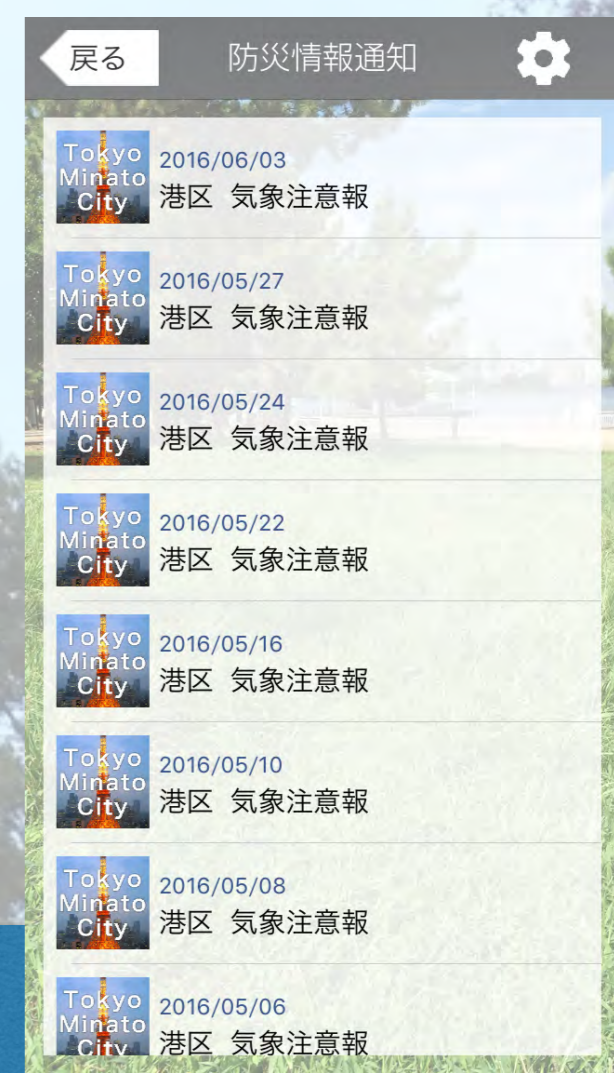 戻る
防災情報通知
Tokyo
Minato
City
2016/06/03
港区 気象注意報
Tokyo
Minato
City
2016/05/27
港区 気象注意報
Tokyo
Minato
City
2016/05/24
港区 気象注意報
Tokyo
Minato
City
2016/05/22
港区 気象注意報
Tokyo
Minato
City
2016/05/16
港区 気象注意報
Tokyo
Minato
City
2016/05/10
港区 気象注意報
Tokyo
Minato
City
2016/05/08
港区 気象注意報
Tokyo
Minato
City
2016/05/06
港区 気象注意報